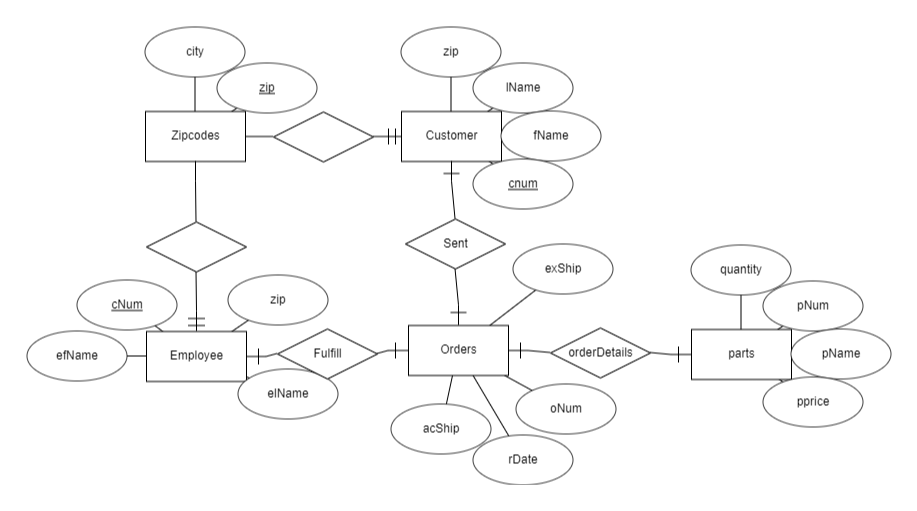 city
zip
zip
lName
Zipcodes
Customer
fName
cnum
Sent
exShip
quantity
cNum
zip
pNum
efName
Employee
Fulfill
Orders
orderDetails
parts
pName
elName
oNum
pprice
acShip
rDate